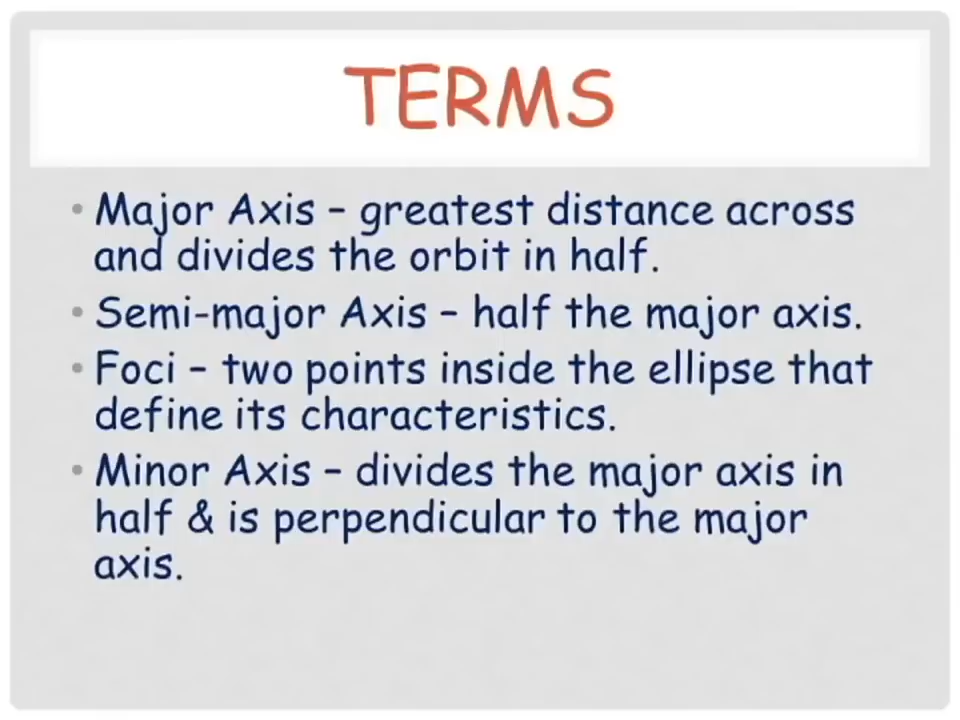 TERMS
• Major Axis – greatest distance across
and divides the orbit in half.
• Semi-major Axis – half the major axis.
• Foci – two points inside the ellipse that
define its characteristics.
• Minor Axis – divides the major axis in
half & is perpendicular to the major
axis.